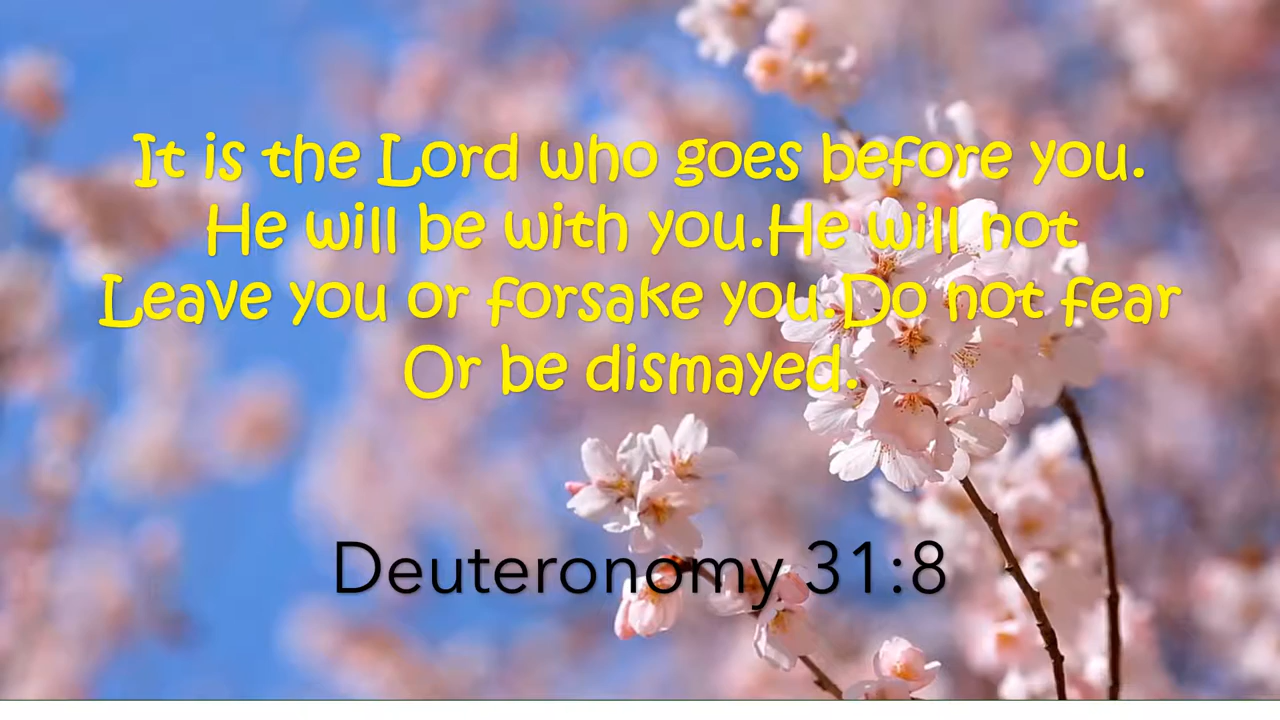 It is the Lord who goes before you.
He will be with you.He will not
Leave you or forsake you.Do not fear
Or be dismayed.
Deuteronomy 31:8